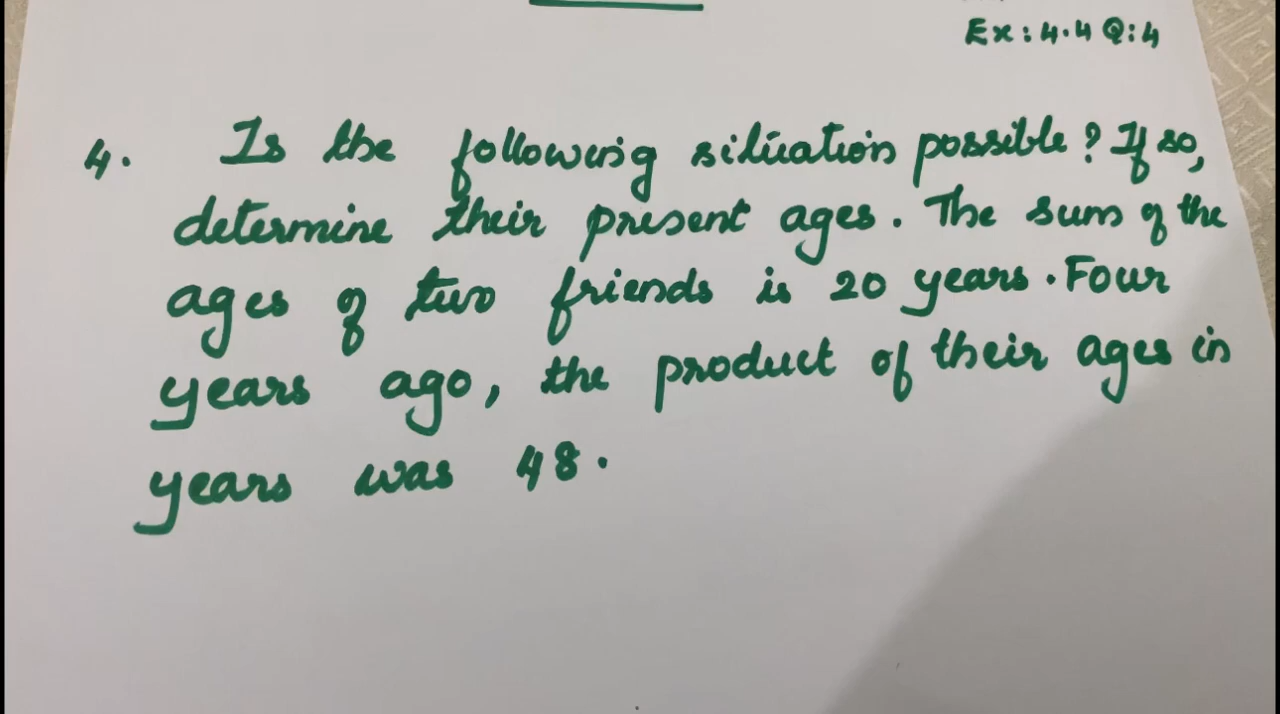 Ex: 4.4 Q:4
4. Is the following situation possible? If so,
determine their present ages. The sum of the
ages of two friends is 20 years. Four
years ago, the product of their ages in
years was 48.